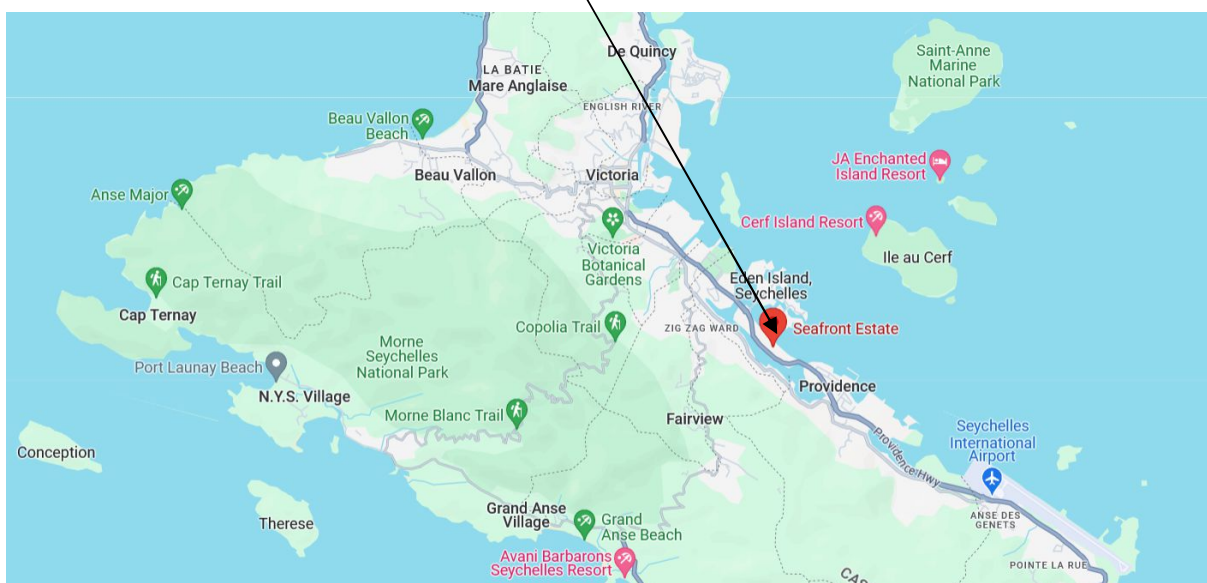 De Quincy
Saint-Anne
Marine
National Park
LA BATIE
Mare Anglaise
ENGLISH RIVER
Beau Vallon
Beach
JA Enchanted
Island Resort
Beau Vallon
Victoria
Anse Major
Cerf Island Resort
Victoria
Botanical
Gardens
Ile au Cerf
Cap Ternay Trail
Eden Island,
Seychelles
Cap Ternay
Copolia Trail
ZIG ZAG WARD
Seafront Estate
Morne
Seychelles
National Park
Port Launay Beach
Providence
N.Y.S. Village
Morne Blanc Trail
Fairview
Seychelles
International
Airport
Conception
Providence Hwy
Grand Anse
Village
Therese
Grand
Anse Beach
ANSE DES
GENETS
Avani Barbarons
Seychelles Resort
POINTE LA RUE
CAS